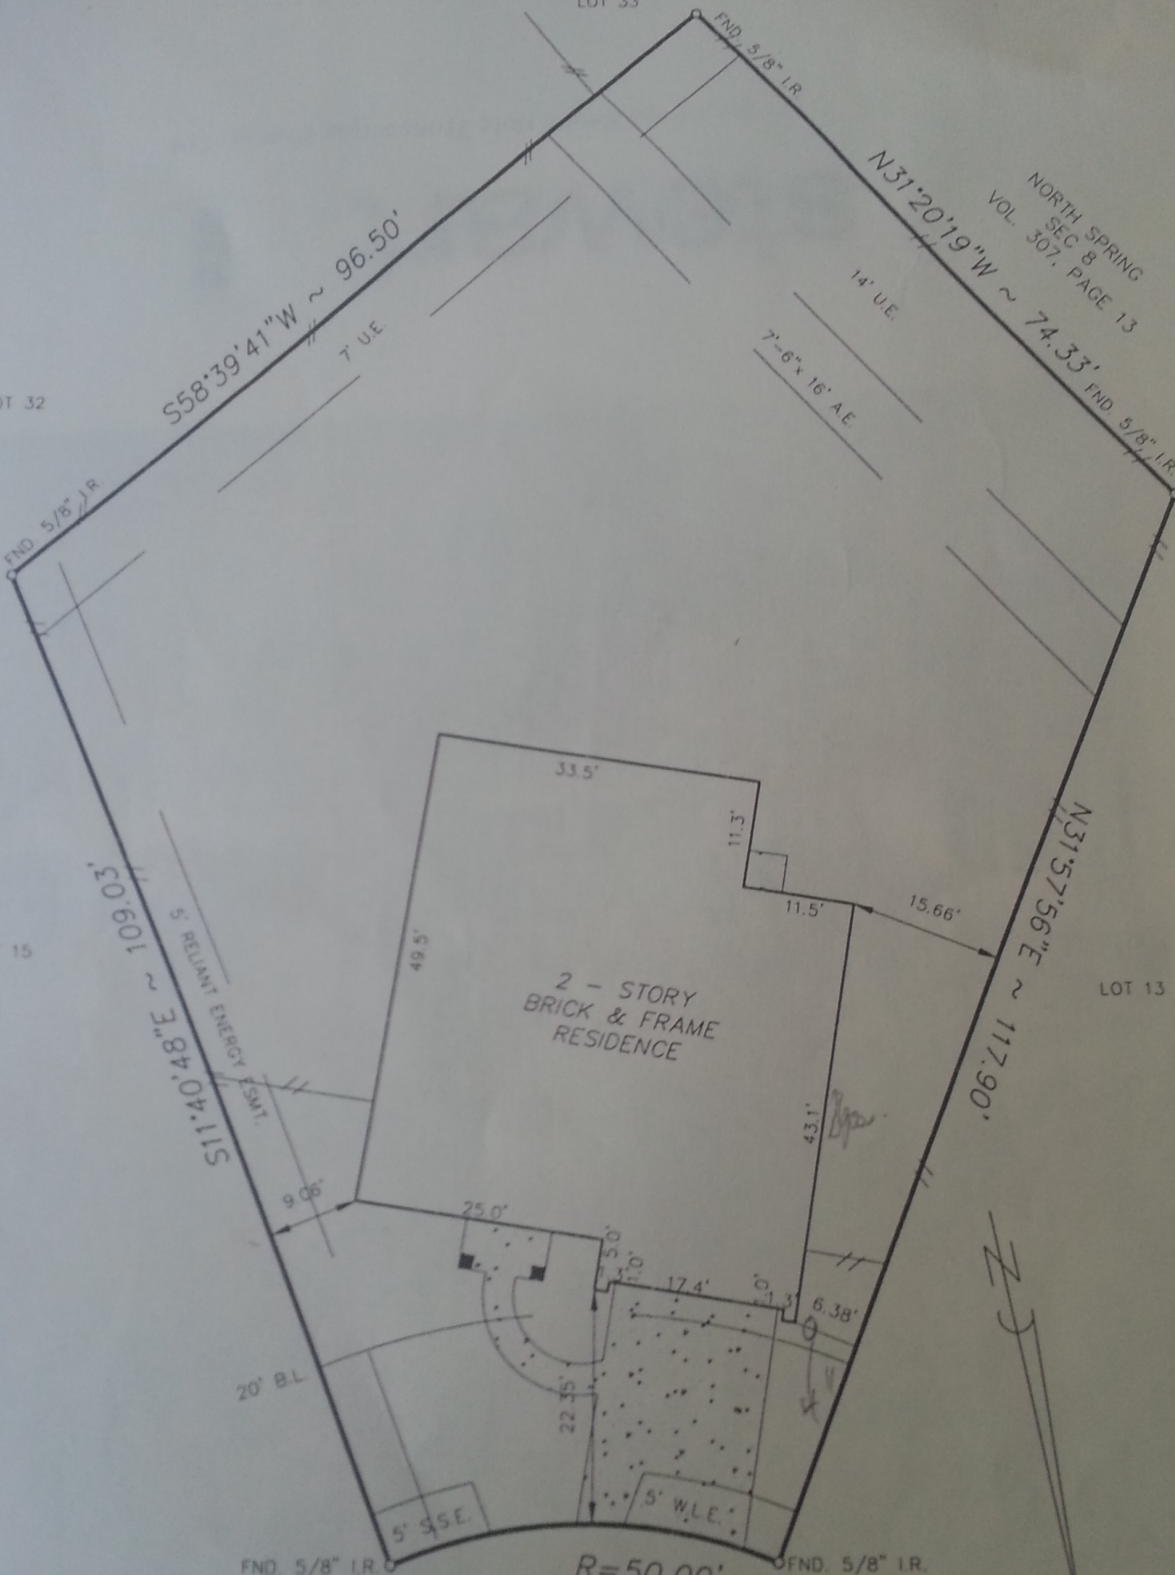 LOT 33
FND. 5/8" I.R.
N31°20'19"W ~ 74.33'
NORTH SPRING
SEC 8
VOL. 307, PAGE 13
S58°39'41"W ~ 96.50'
7' U.E.
14' U.E.
7'-6"x 16' A.E.
FND. 5/8" I.R.
32
FND. 5/8" I.R.
33.5'
11.3'
11.5'
15.66'
N31°57'56"E ~ 117.90'
LOT 13
49.5'
2 - STORY
BRICK & FRAME
RESIDENCE
S11°40'48"E ~ 109.03'
15
5' RELIANT ENERGY ESMT.
43.1'
9.06'
25.0'
5.0'
1.0'
17.4'
1.3'
6.38'
20' B.L.
22.35'
5' S.S.E.
5' W.L.E.
FND. 5/8" I.R.
R=50.00'
FND. 5/8" I.R.